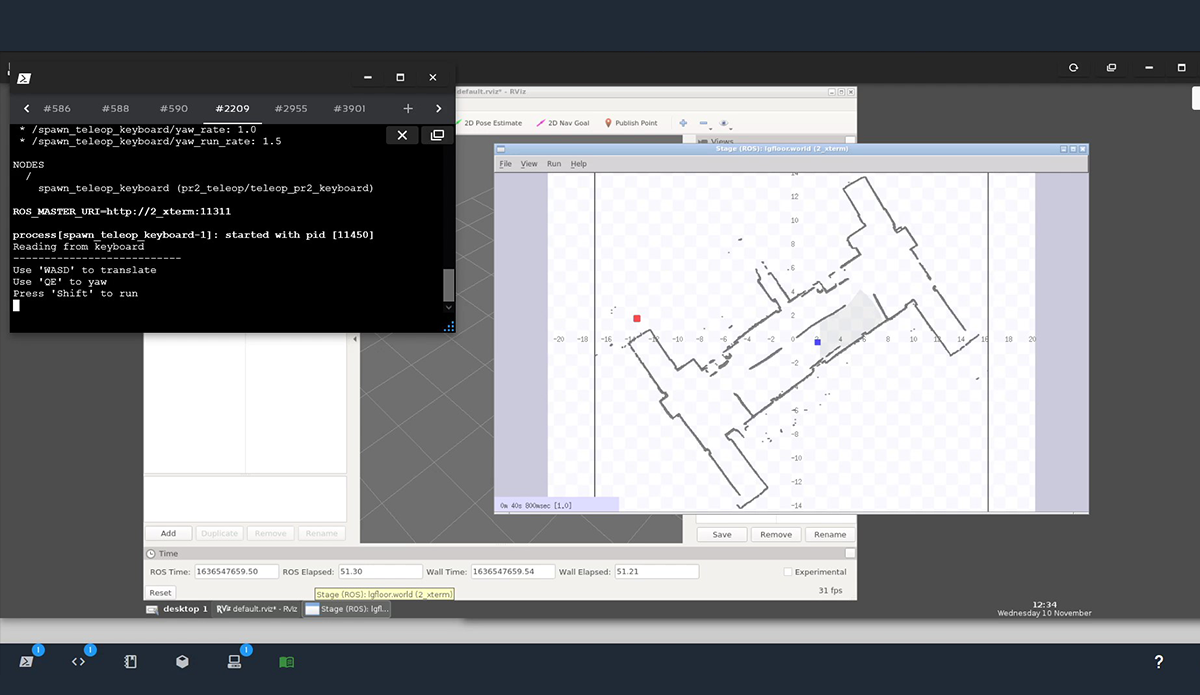 #586 #588 #590 #2209 #2955 #3901
* /spawn_teleop_keyboard/yaw_rate: 1.0
* /spawn_teleop_keyboard/yaw_run_rate: 1.5
NODES
/
spawn_teleop_keyboard (pr2_teleop/teleop_pr2_keyboard)
ROS_MASTER_URI=http://2_xterm:11311
process[spawn_teleop_keyboard-1]: started with pid [11450]
Reading from keyboard
---------------------------
Use 'WASD' to translate
Use 'QE' to yaw
Press 'Shift' to run
default.rviz* - RViz
2D Pose Estimate 2D Nav Goal Publish Point
Views
Stage (ROS): lgfloor.world (2_xterm)
File View Run Help
14
12
10
8
6
4
2
-20 -18 -16 -14 -12 -10 -8 -6 -4 -2 0 2 4 6 8 10 12 14 16 18 20
-2
-6
-8
-10
-12
-14
0m 40s 800msec [1.0]
Add Duplicate Remove Rename
Save Remove Rename
Time
ROS Time: 1636547659.50 ROS Elapsed: 51.30 Wall Time: 1636547659.54 Wall Elapsed: 51.21 Experimental
Reset
Stage (ROS): lgfloor.world (2_xterm)
31 fps
desktop 1 RViz default.rviz* - RViz Stage (ROS): lgfl...
12:34
Wednesday 10 November
1 1 1
?